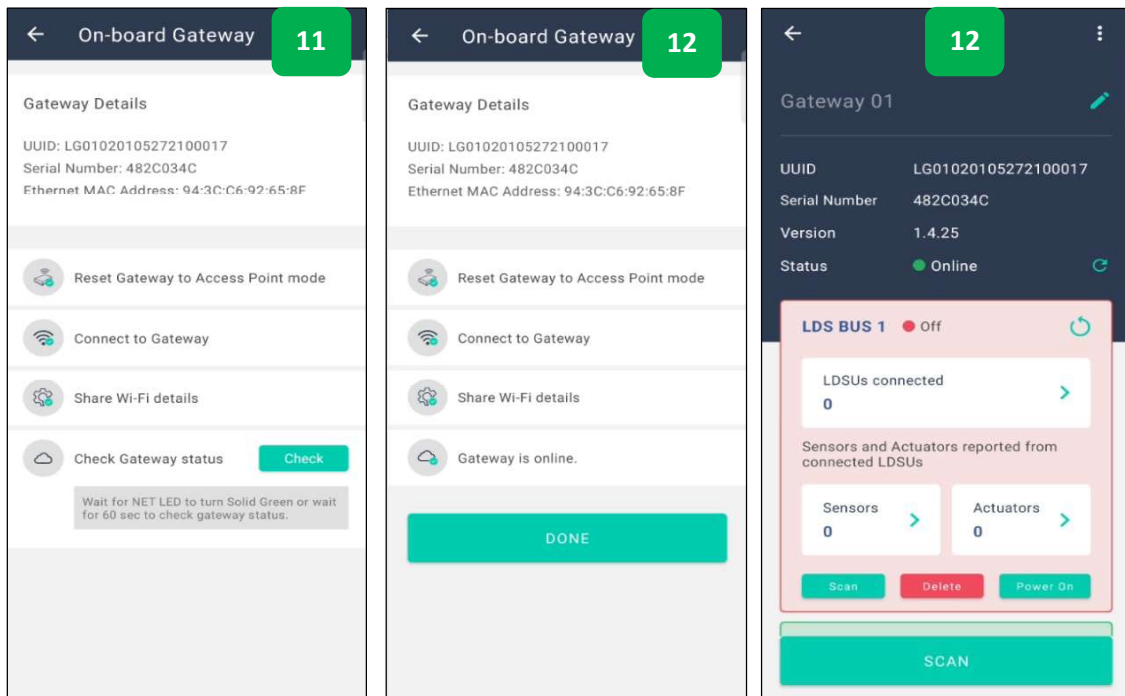 On-board Gateway
11
Gateway Details
UUID: LG01020105272100017
Serial Number: 482C034C
Ethernet MAC Address: 94:3C:C6:92:65:8F
Reset Gateway to Access Point mode
Connect to Gateway
Share Wi-Fi details
Check Gateway status
Check
Wait for NET LED to turn Solid Green or wait
for 60 sec to check gateway status.
On-board Gateway
12
Gateway Details
UUID: LG01020105272100017
Serial Number: 482C034C
Ethernet MAC Address: 94:3C:C6:92:65:8F
Reset Gateway to Access Point mode
Connect to Gateway
Share Wi-Fi details
Gateway is online.
DONE
12
Gateway 01
UUID LG01020105272100017
Serial Number 482C034C
Version 1.4.25
Status Online
LDS BUS 1 Off
LDSUs connected
0
Sensors and Actuators reported from
connected LDSUs
Sensors
0
Actuators
0
Scan
Delete
Power On
SCAN